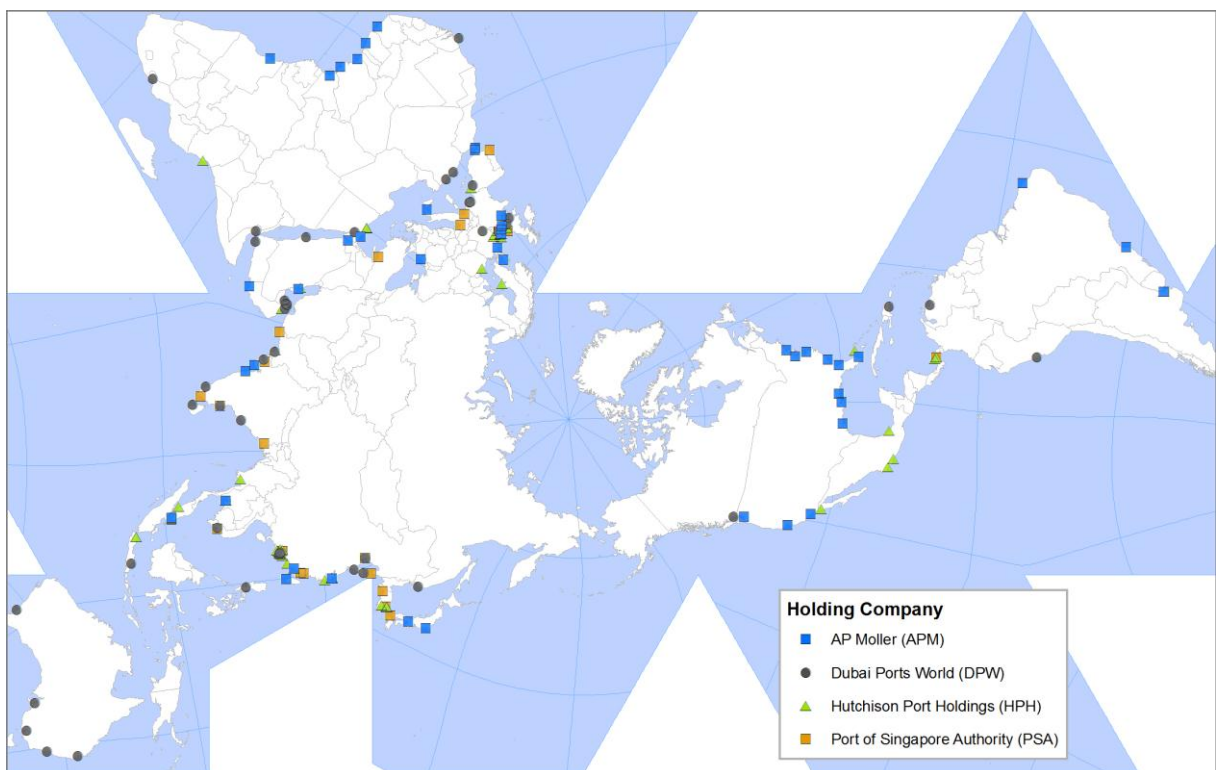 Holding Company
AP Moller (APM)
Dubai Ports World (DPW)
Hutchison Port Holdings (HPH)
Port of Singapore Authority (PSA)